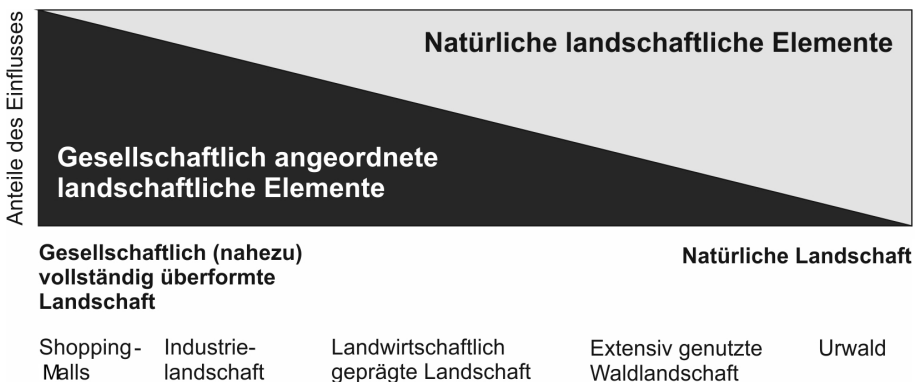 Anteile des Einflusses
Natürliche landschaftliche Elemente
Gesellschaftlich angeordnete
landschaftliche Elemente
Gesellschaftlich (nahezu)
vollständig überformte
Landschaft
Natürliche Landschaft
Shopping-
Malls
Industrie-
landschaft
Landwirtschaftlich
geprägte Landschaft
Extensiv genutzte
Waldlandschaft
Urwald